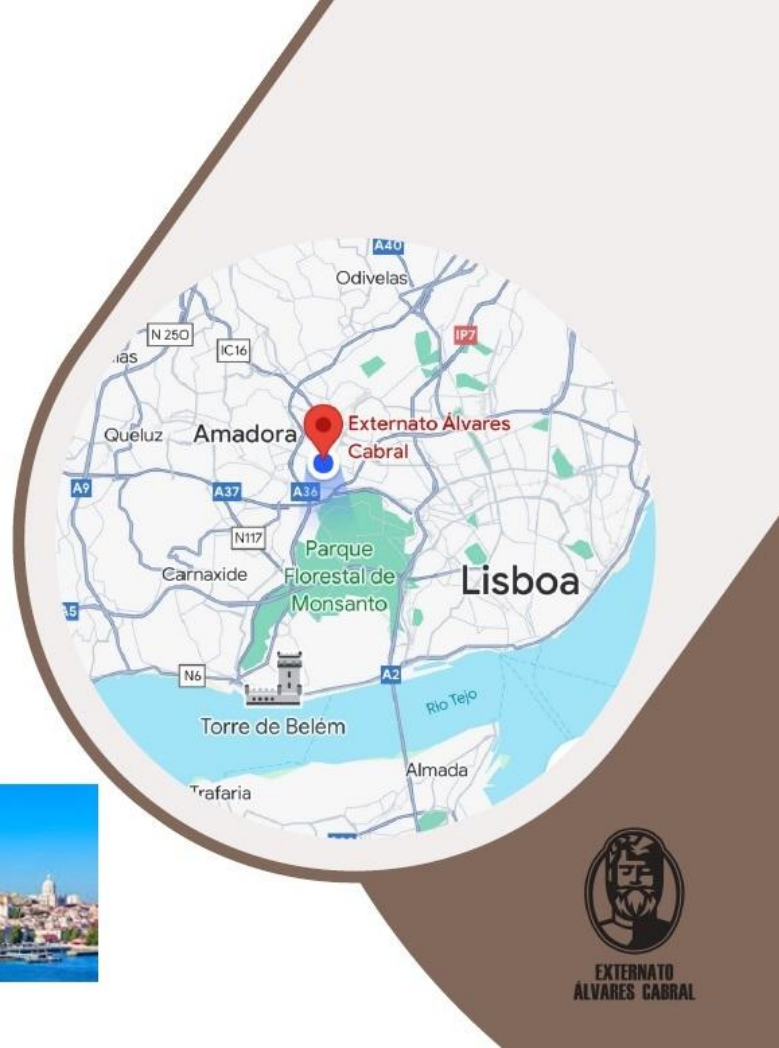 A40
Odivelas
N 250
IP7
IC16
Externato Álvares
Cabral
Amadora
Queluz
A9
A37
A36
N117
Parque
Florestal de
Monsanto
Carnaxide
Lisboa
N6
A2
Rio Tejo
Torre de Belém
Almada
Trafaria
EXTERNATO
ÁLVARES CABRAL